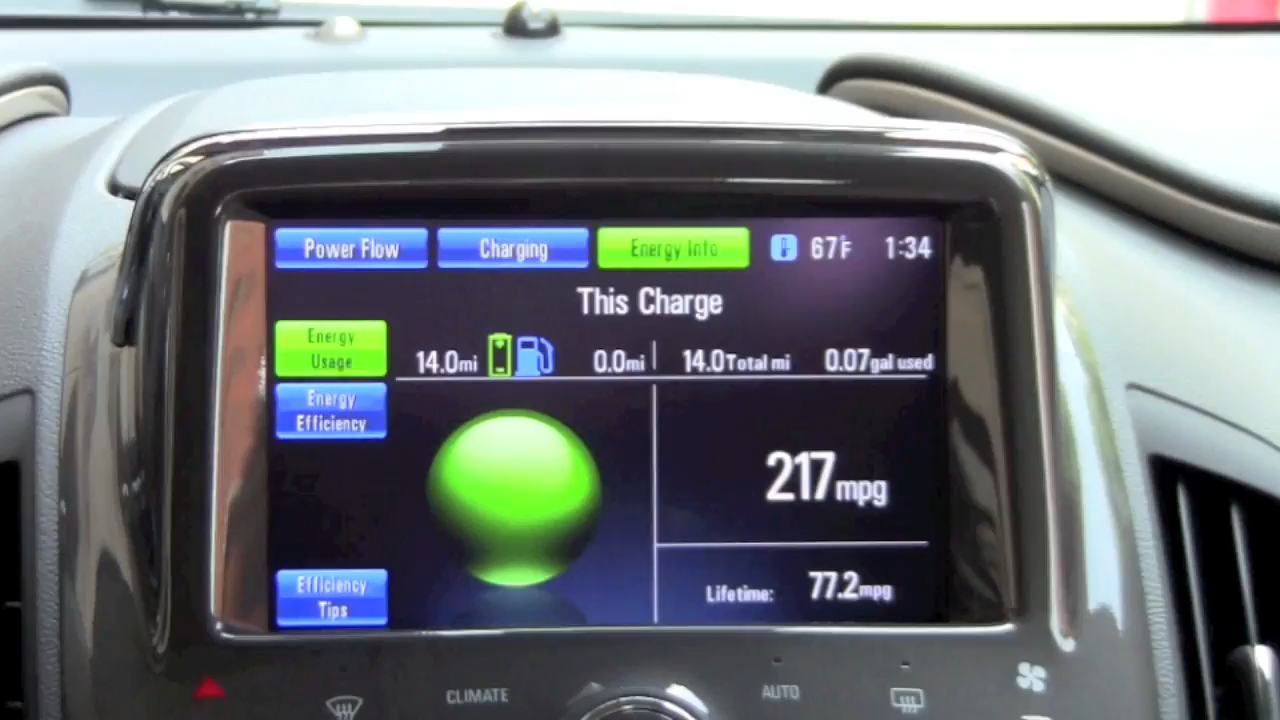 Power Flow Charging Energy Info 67°F 1:34
This Charge
Energy
Usage
14.0mi 0.0mi 14.0Total mi 0.07gal used
Energy
Efficiency
217mpg
Efficiency
Tips
Lifetime: 77.2mpg
CLIMATE AUTO